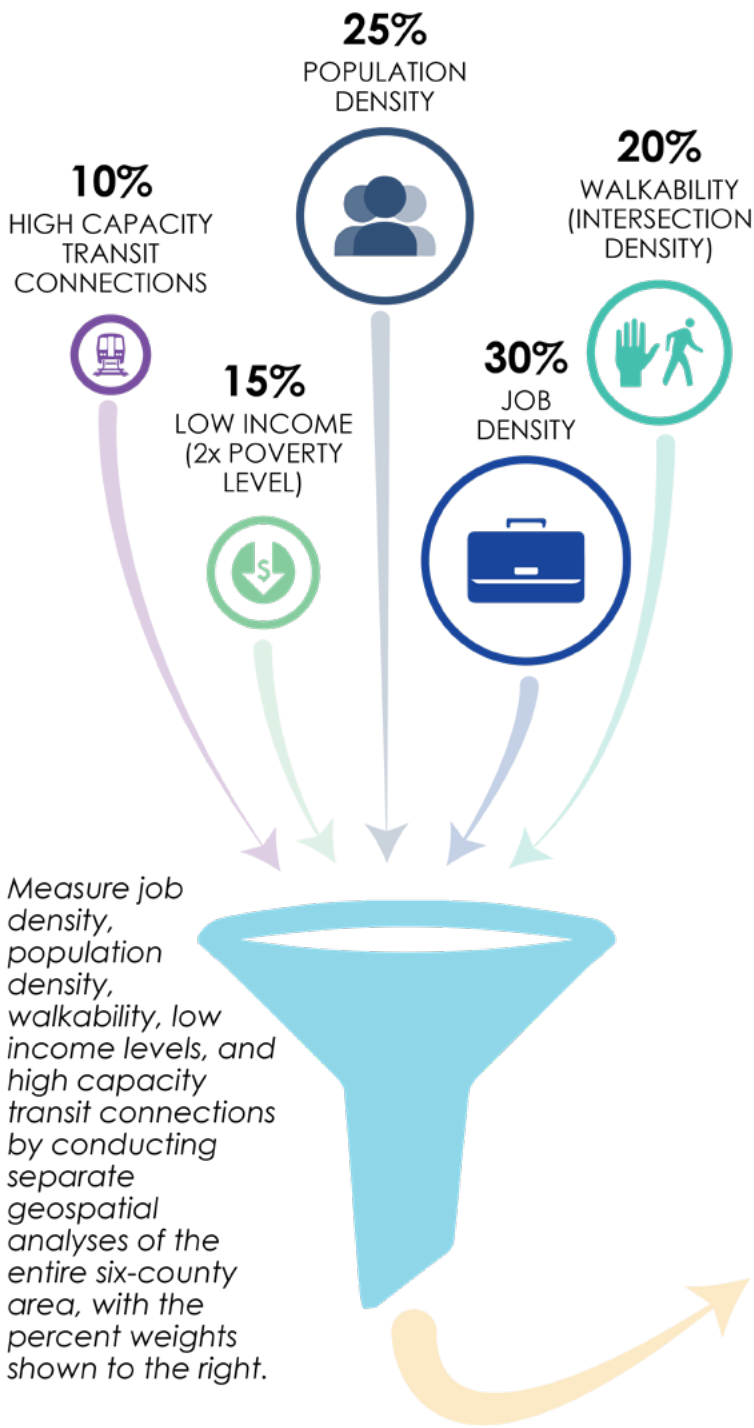 25%
POPULATION
DENSITY
20%
WALKABILITY
(INTERSECTION
DENSITY)
10%
HIGH CAPACITY
TRANSIT
CONNECTIONS
30%
JOB
DENSITY
15%
LOW INCOME
(2x POVERTY
LEVEL)
$
Measure job
density,
population
density,
walkability, low
income levels, and
high capacity
transit connections
by conducting
separate
geospatial
analyses of the
entire six-county
area, with the
percent weights
shown to the right.